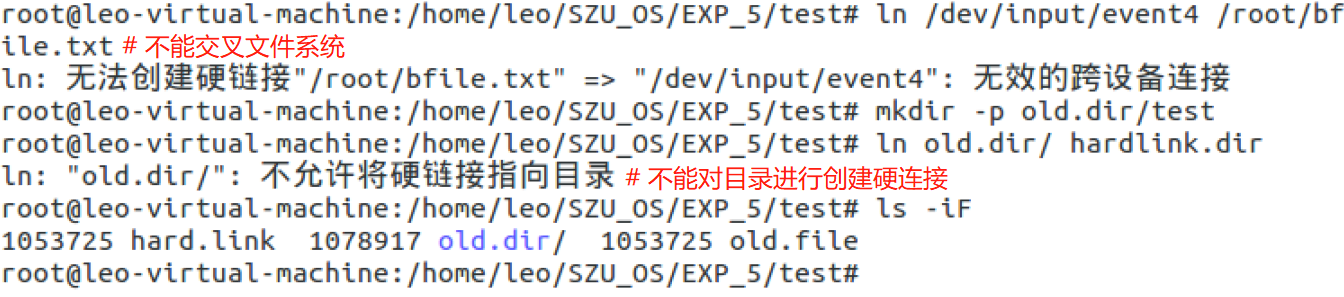 root@leo-virtual-machine:/home/leo/SZU_OS/EXP_5/test# ln /dev/input/event4 /root/bf
ile.txt # 不能交叉文件系统
ln: 无法创建硬链接"/root/bfile.txt" => "/dev/input/event4": 无效的跨设备连接
root@leo-virtual-machine:/home/leo/SZU_OS/EXP_5/test# mkdir -p old.dir/test
root@leo-virtual-machine:/home/leo/SZU_OS/EXP_5/test# ln old.dir/ hardlink.dir
ln: "old.dir/": 不允许将硬链接指向目录 # 不能对目录进行创建硬连接
root@leo-virtual-machine:/home/leo/SZU_OS/EXP_5/test# ls -iF
1053725 hard.link  1078917 old.dir/  1053725 old.file
root@leo-virtual-machine:/home/leo/SZU_OS/EXP_5/test#